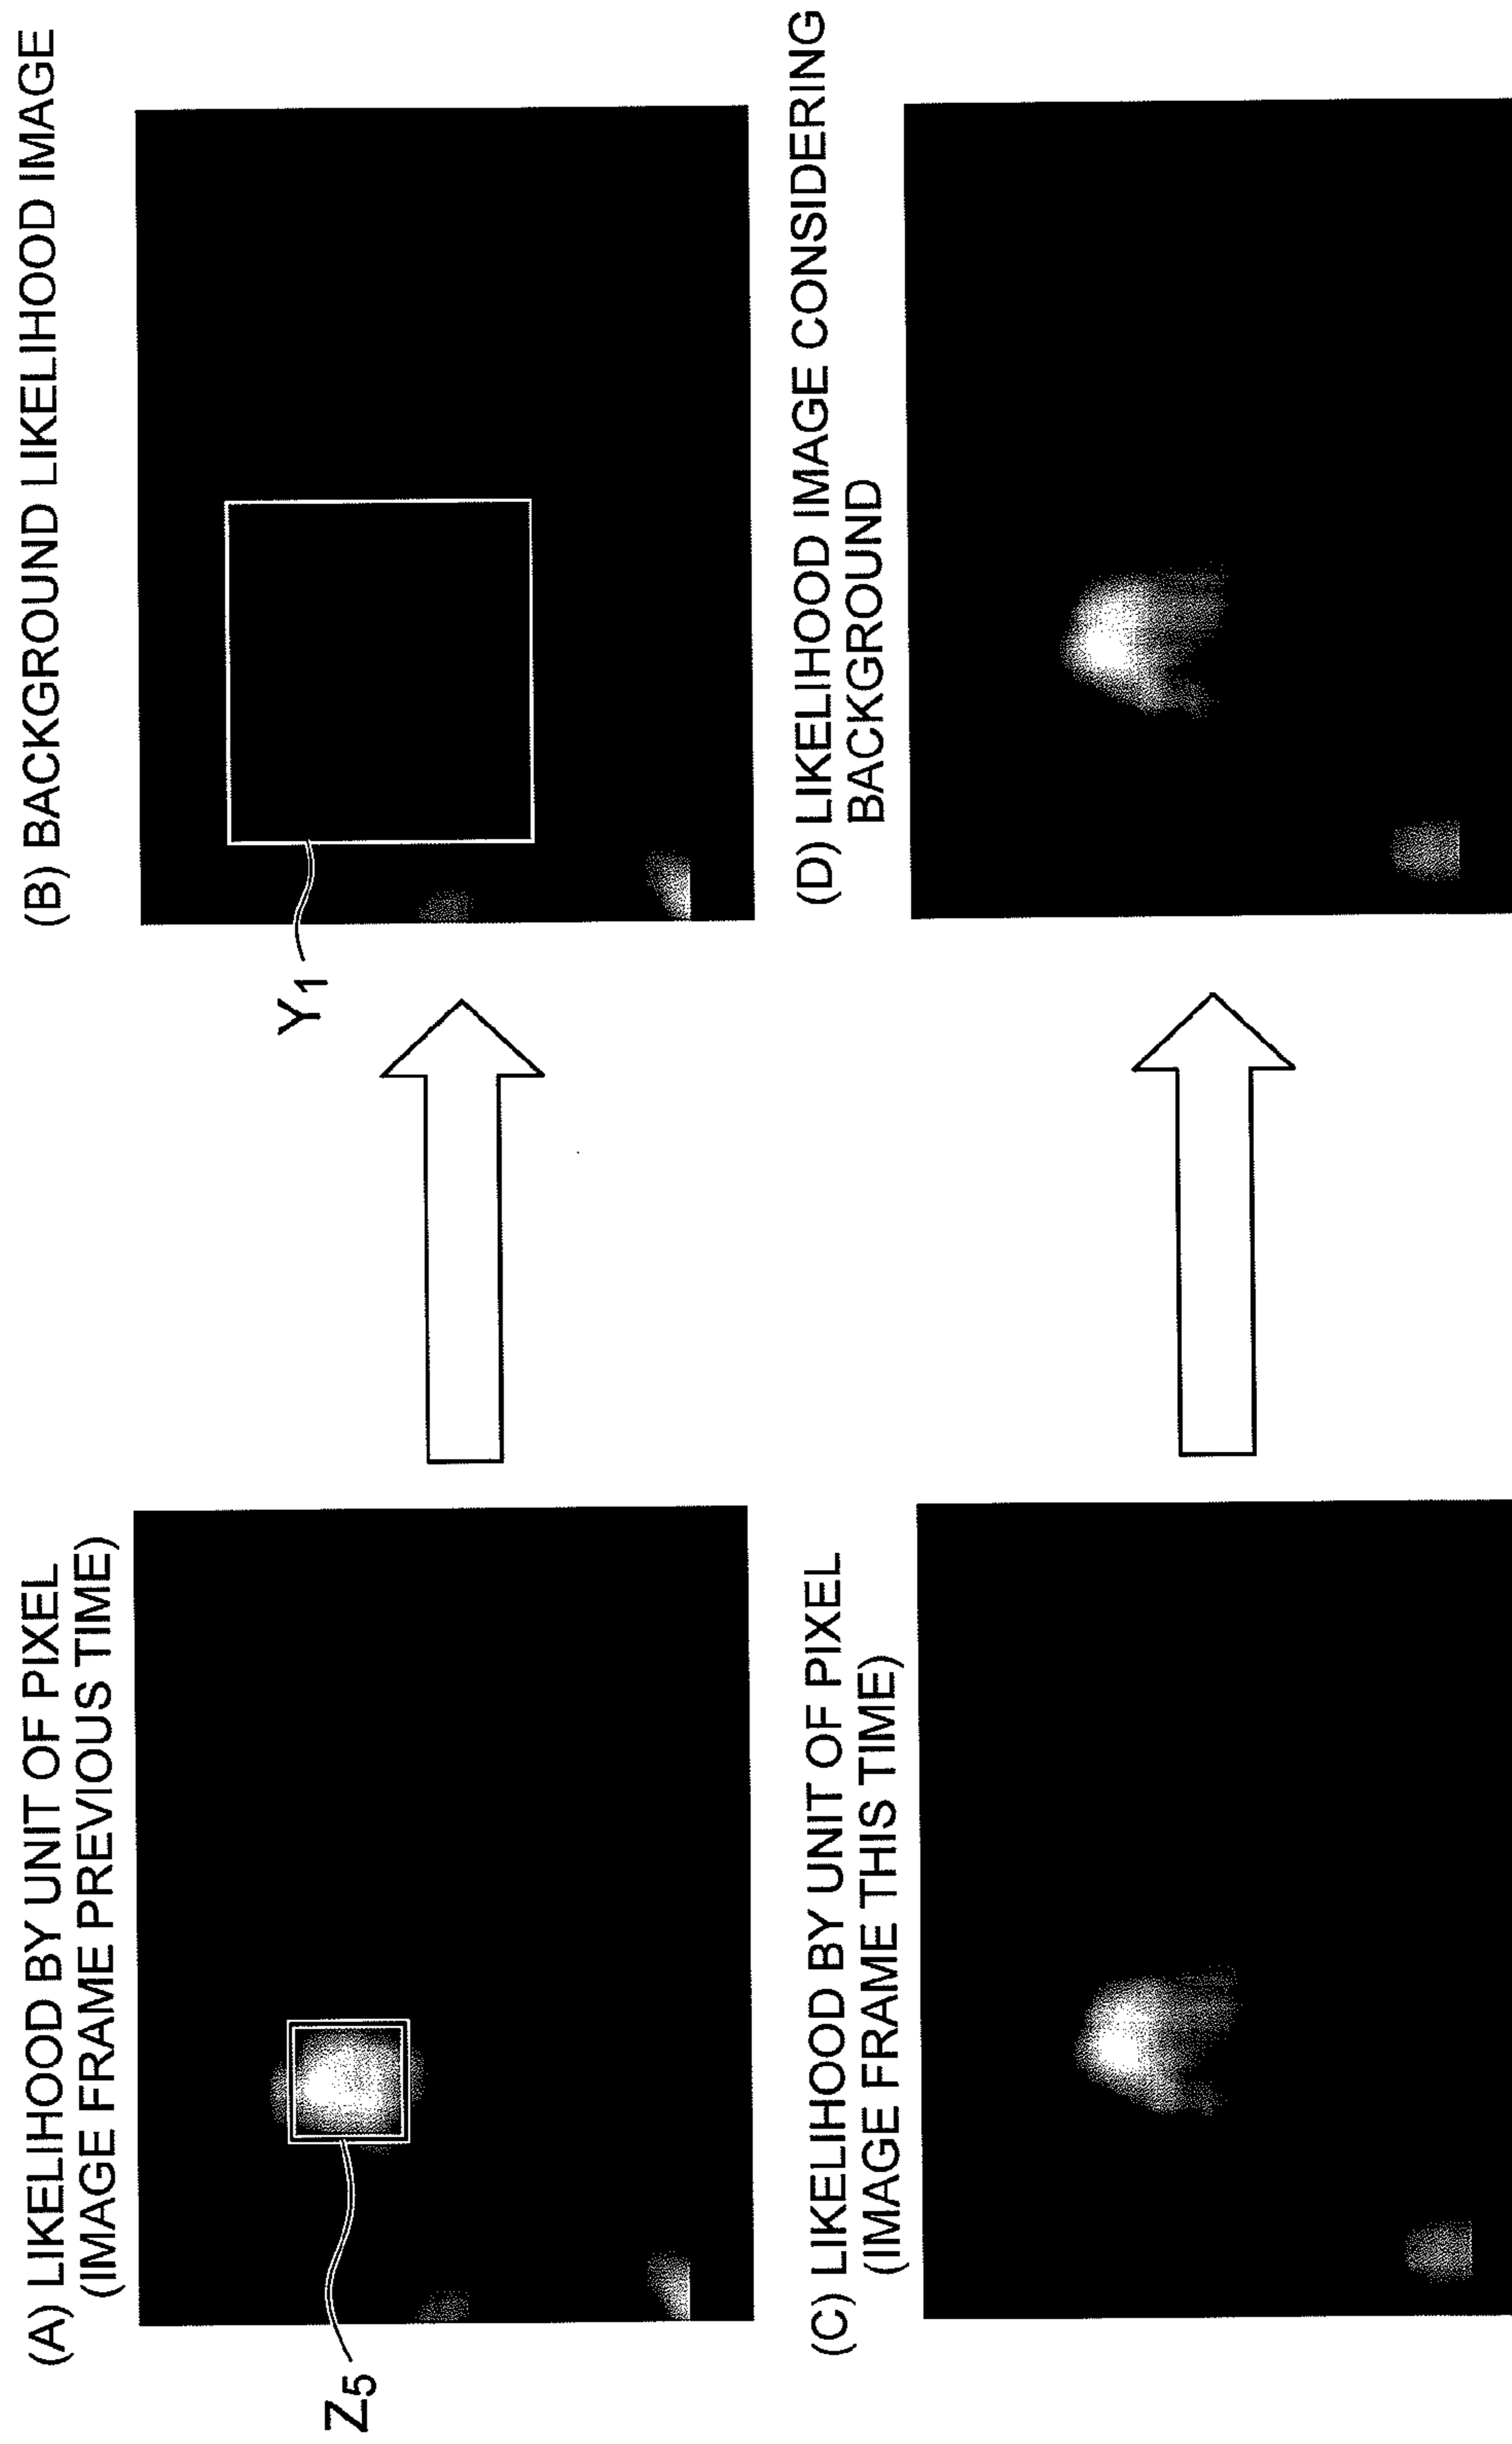 (A) LIKELIHOOD BY UNIT OF PIXEL
(IMAGE FRAME PREVIOUS TIME)
Z5
(B) BACKGROUND LIKELIHOOD IMAGE
Y1
(C) LIKELIHOOD BY UNIT OF PIXEL
(IMAGE FRAME THIS TIME)
(D) LIKELIHOOD IMAGE CONSIDERING
BACKGROUND